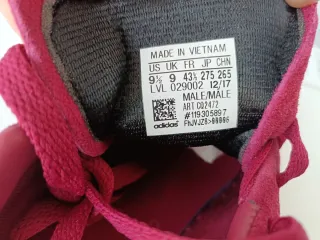 MADE IN VIETNAM
US UK FR JP CHN
9½ 9 43⅓ 275 265
LVL 029002 12/17
MALE/MALE
ART CQ2472
#119305897
adidas